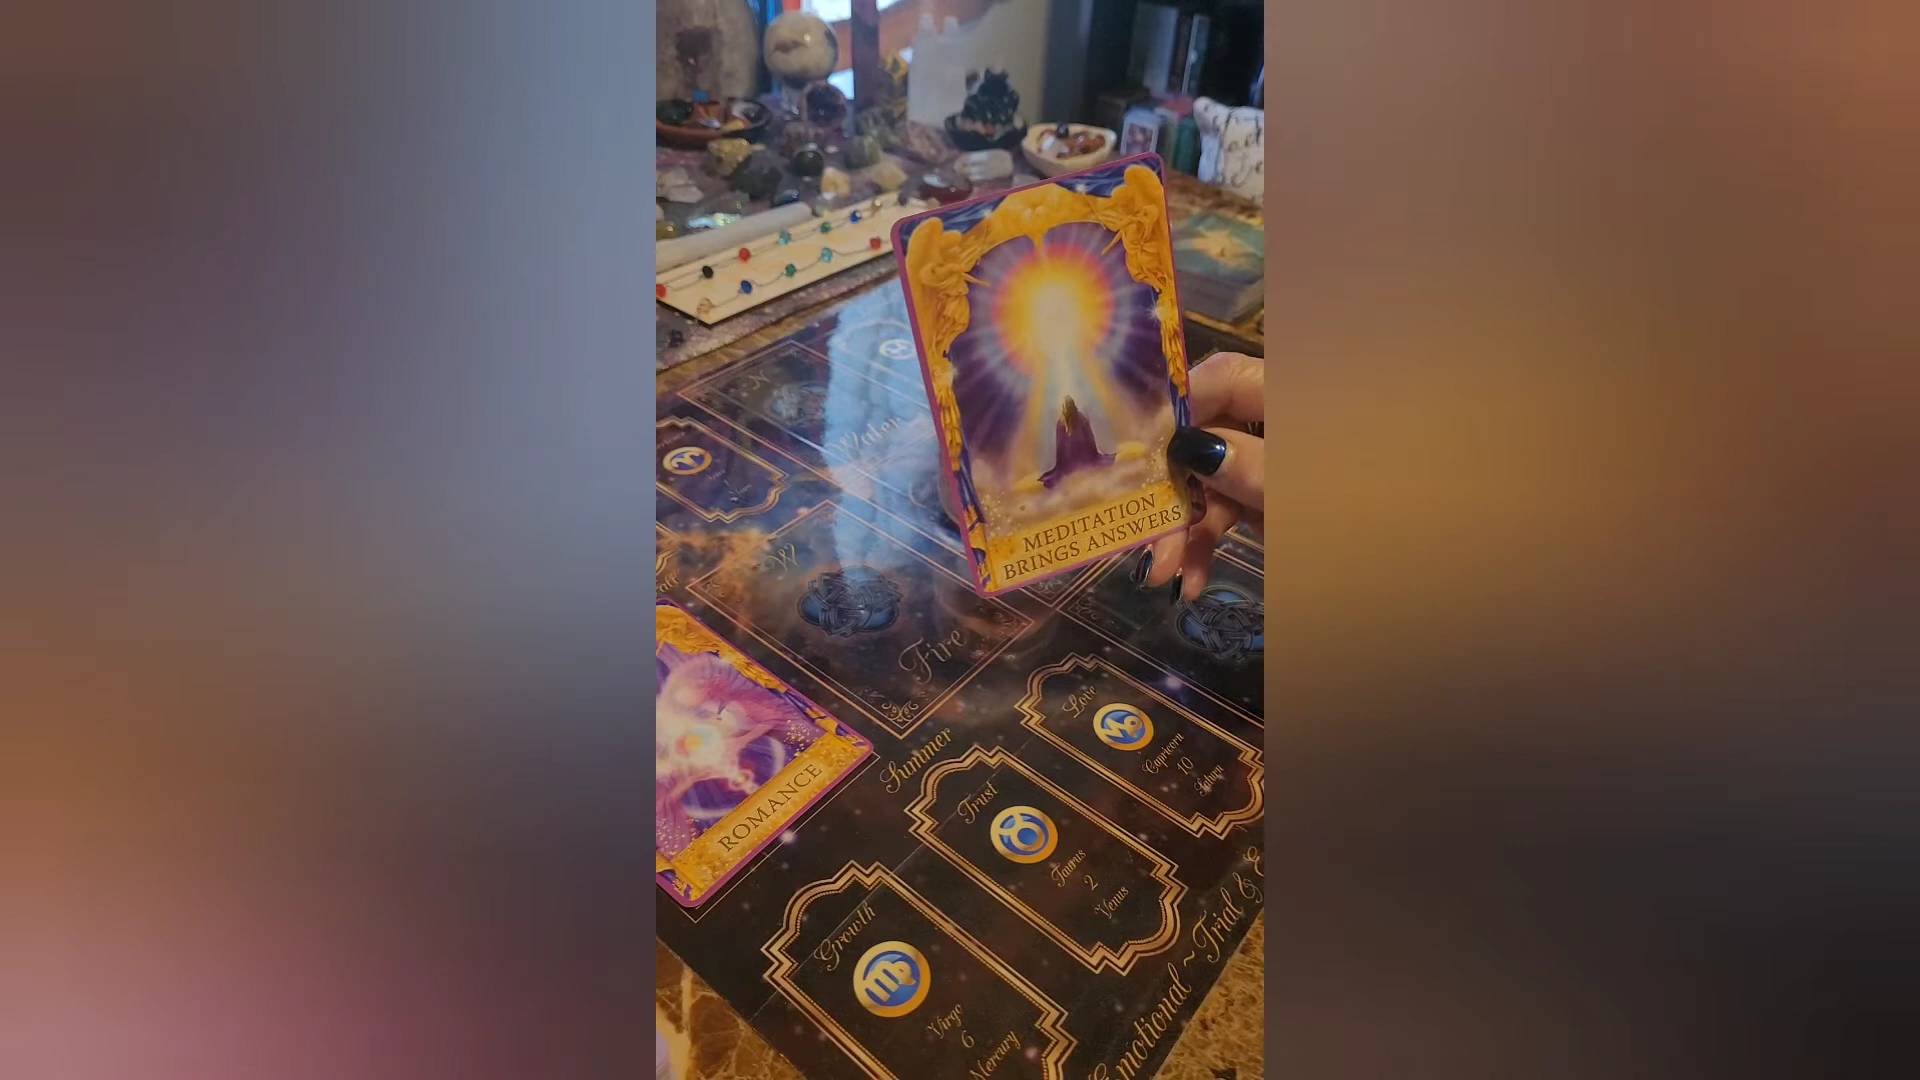 MEDITATION
BRINGS ANSWERS
Water
N
W
Fire
ROMANCE
Summer
Love
Capricorn
10
Saturn
Trust
Taurus
2
Venus
Growth
Virgo
6
Mercury
Emotional ~ Trial &